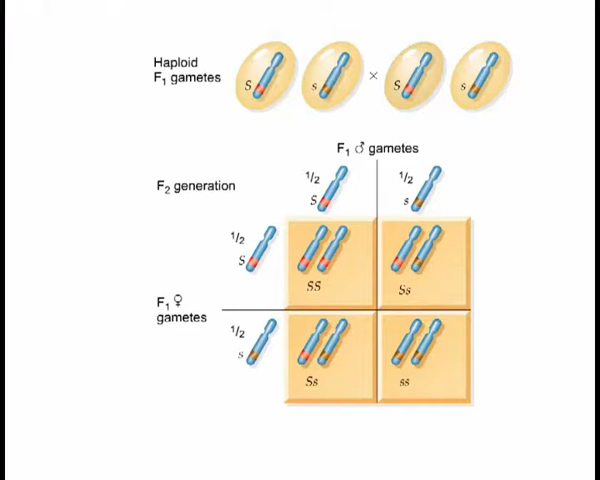 Haploid
F₁ gametes
S s × S s
F₁ ♂ gametes
F₂ generation
1/2 1/2
S s
1/2
S
SS Ss
F₁ ♀
gametes
1/2
s
Ss ss